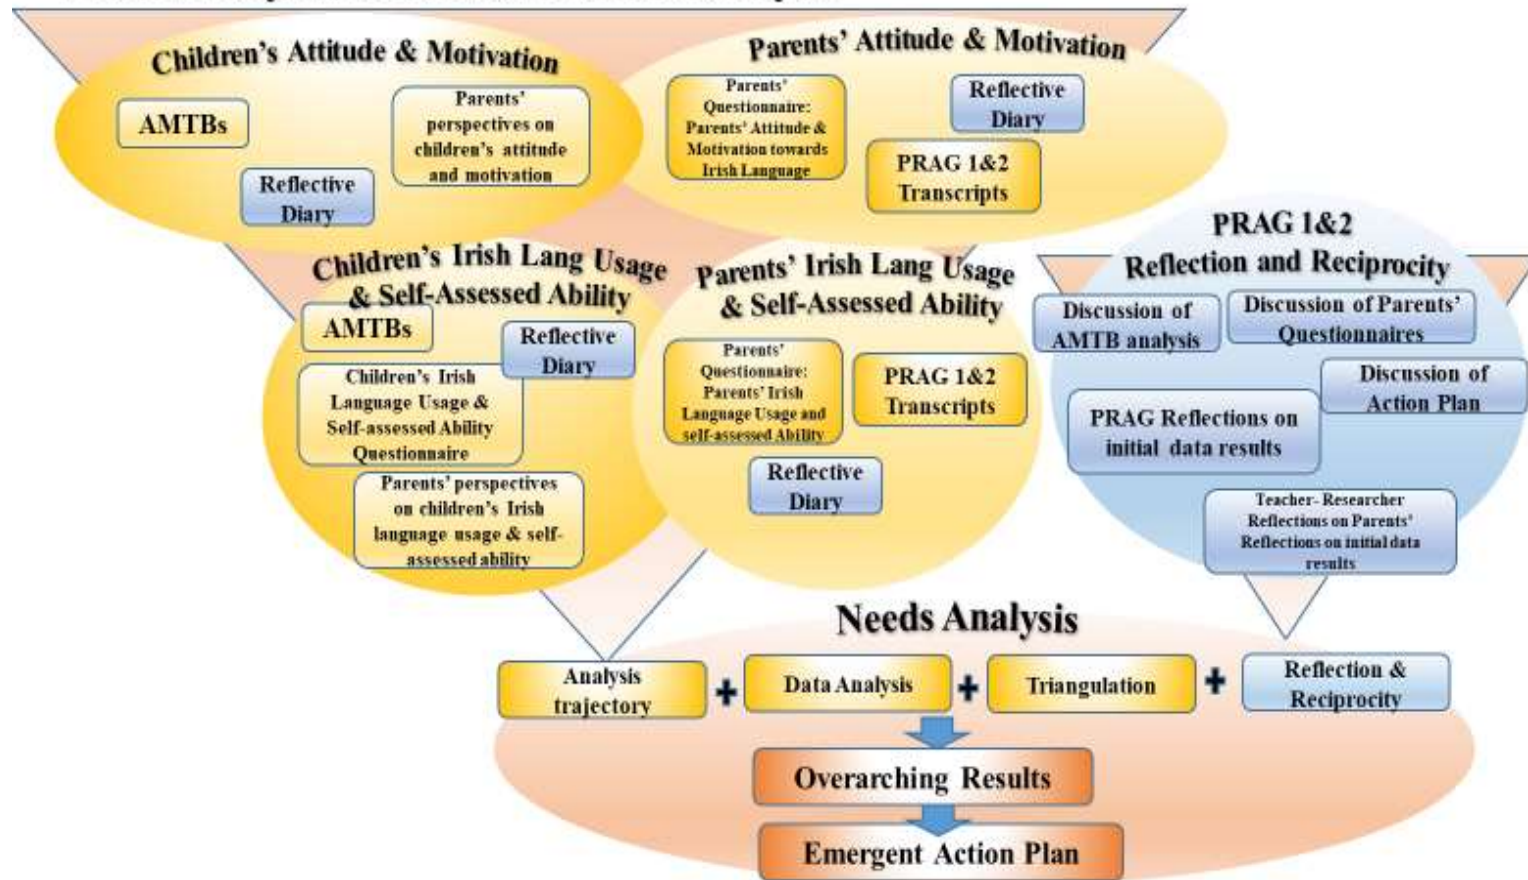 Children's Attitude & Motivation
AMTBs
Parents'
perspectives on
children's attitude
and motivation
Reflective
Diary
Parents' Attitude & Motivation
Parents'
Questionnaire:
Parents' Attitude &
Motivation towards
Irish Language
Reflective
Diary
PRAG 1&2
Transcripts
Children's Irish Lang Usage
& Self-Assessed Ability
AMTBs
Reflective
Diary
Children's Irish
Language Usage &
Self-assessed Ability
Questionnaire
Parents' perspectives
on children's Irish
language usage & self-
assessed ability
Parents' Irish Lang Usage
& Self-Assessed Ability
Parents'
Questionnaire:
Parents' Irish
Language Usage and
self-assessed Ability
PRAG 1&2
Transcripts
Reflective
Diary
PRAG 1&2
Reflection and Reciprocity
Discussion of
AMTB analysis
Discussion of Parents'
Questionnaires
Discussion of
Action Plan
PRAG Reflections on
initial data results
Teacher- Researcher
Reflections on Parents'
Reflections on initial data
results
Needs Analysis
Analysis
trajectory
+
Data Analysis
+
Triangulation
+
Reflection &
Reciprocity
Overarching Results
Emergent Action Plan